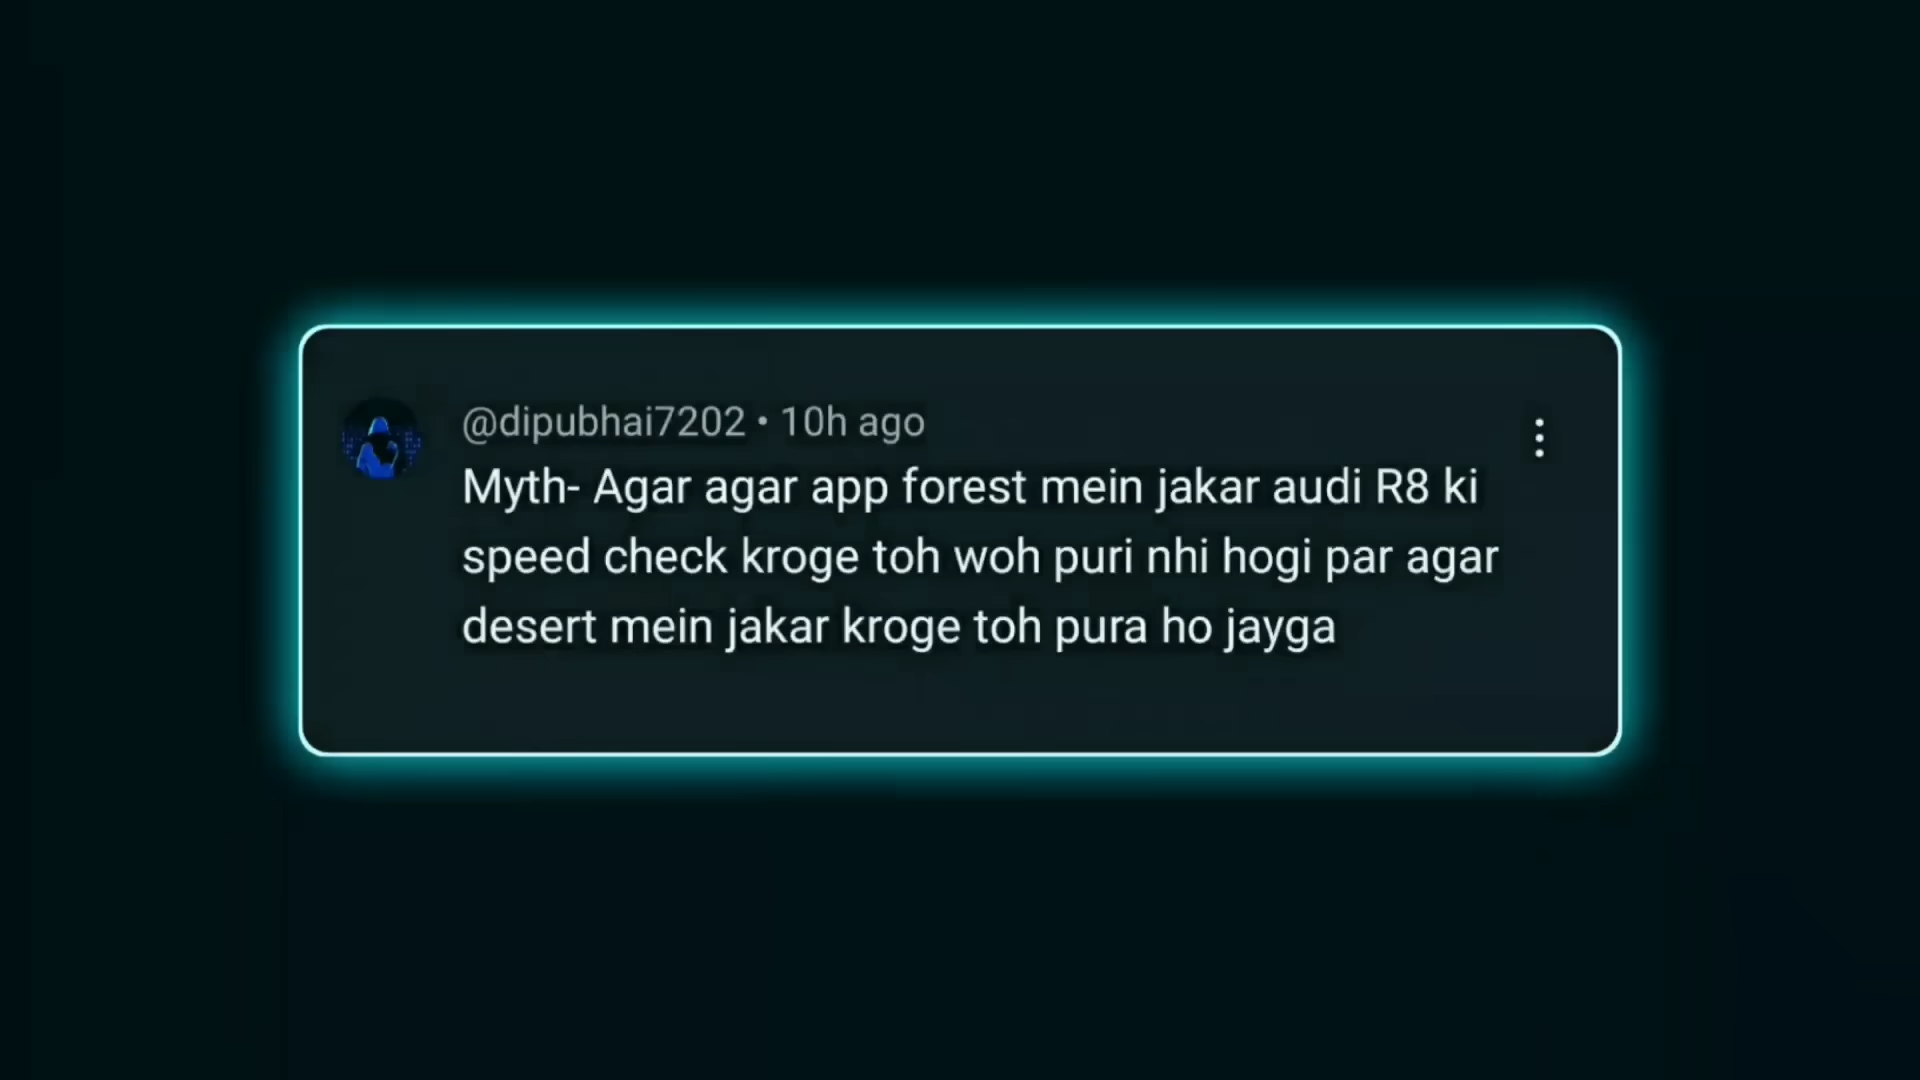 @dipubhai7202 • 10h ago
Myth- Agar agar app forest mein jakar audi R8 ki
speed check kroge toh woh puri nhi hogi par agar
desert mein jakar kroge toh pura ho jayga